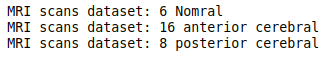 MRI scans dataset: 6 Nomral
MRI scans dataset: 16 anterior cerebral
MRI scans dataset: 8 posterior cerebral